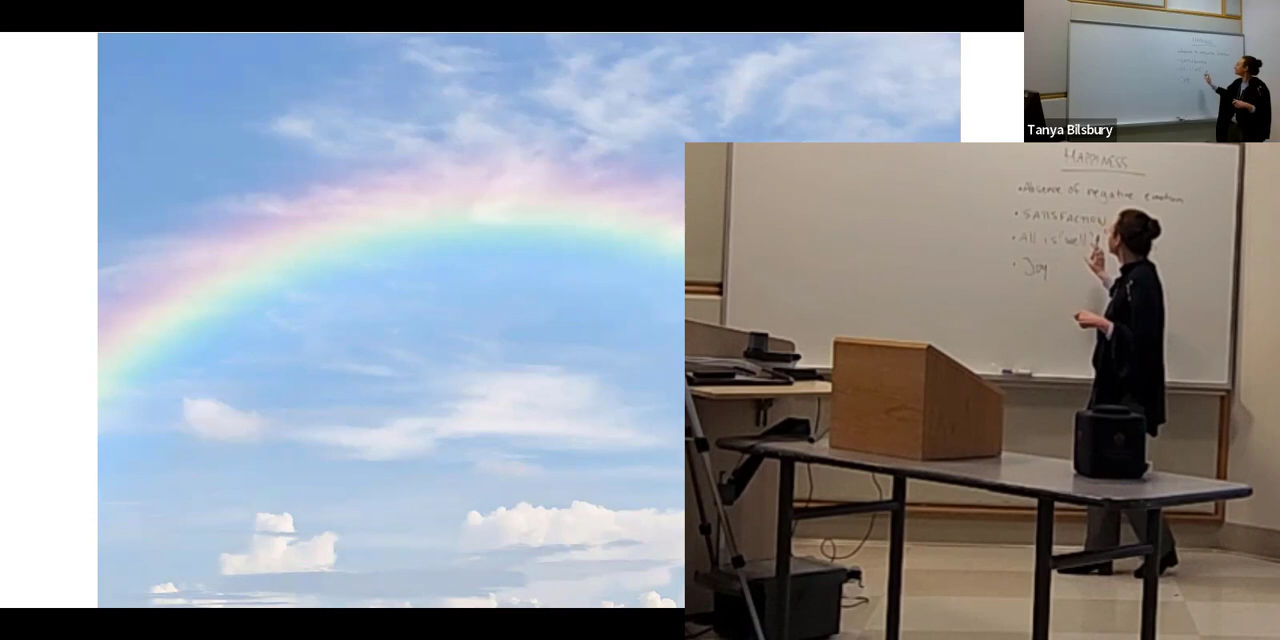 Tanya Bilsbury
HAPPINESS
• Absence of negative emotion
• SATISFACTION
• All is "well"
• Joy